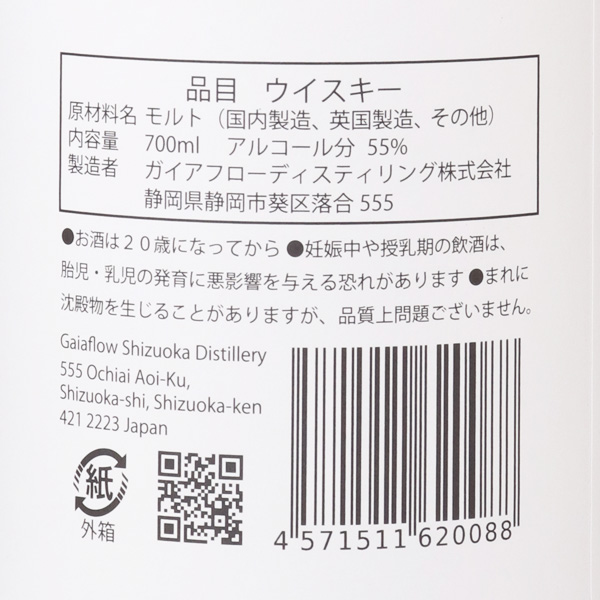 品目 ウイスキー
原材料名 モルト（国内製造、英国製造、その他）
内容量 700ml アルコール分 55%
製造者 ガイアフローディスティリング株式会社
静岡県静岡市葵区落合 555
●お酒は２０歳になってから ●妊娠中や授乳期の飲酒は、
胎児・乳児の発育に悪影響を与える恐れがあります ●まれに
沈殿物を生じることがありますが、品質上問題ございません。
Gaiaflow Shizuoka Distillery
555 Ochiai Aoi-Ku,
Shizuoka-shi, Shizuoka-ken
421 2223 Japan
紙
外箱
4 571511 620088